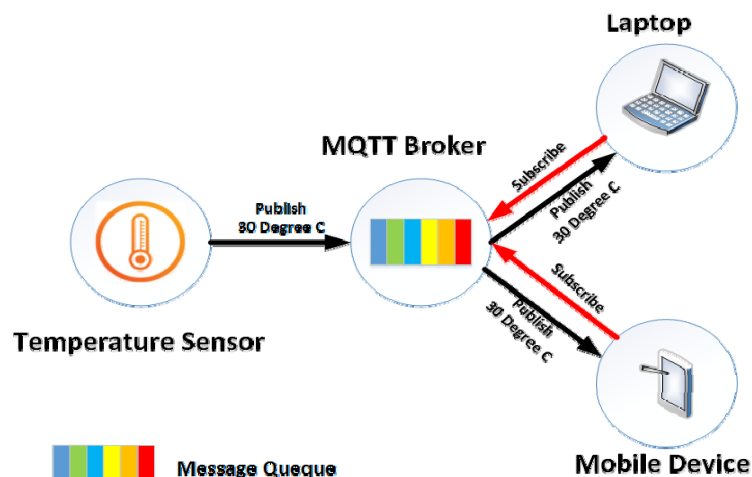 Laptop
MQTT Broker
Subscribe
Publish
30 Degree C
Publish
30 Degree C
Subscribe
Publish
30 Degree C
Temperature Sensor
Message Queque
Mobile Device